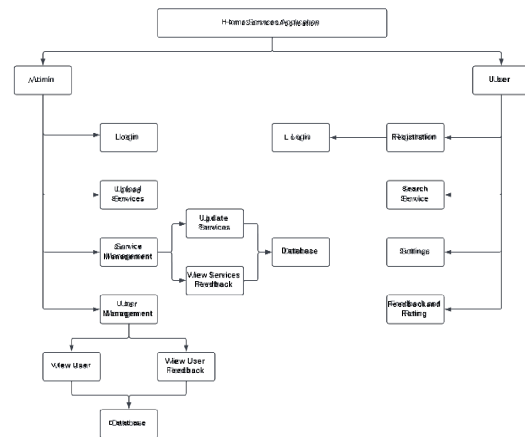 Home Services Application
Admin
User
Login
Login
Registration
Upload
Services
Search
Service
Update
Services
Service
Management
Database
Settings
View Services
Feedback
User
Management
Feedback and
Rating
View User
View User
Feedback
Database